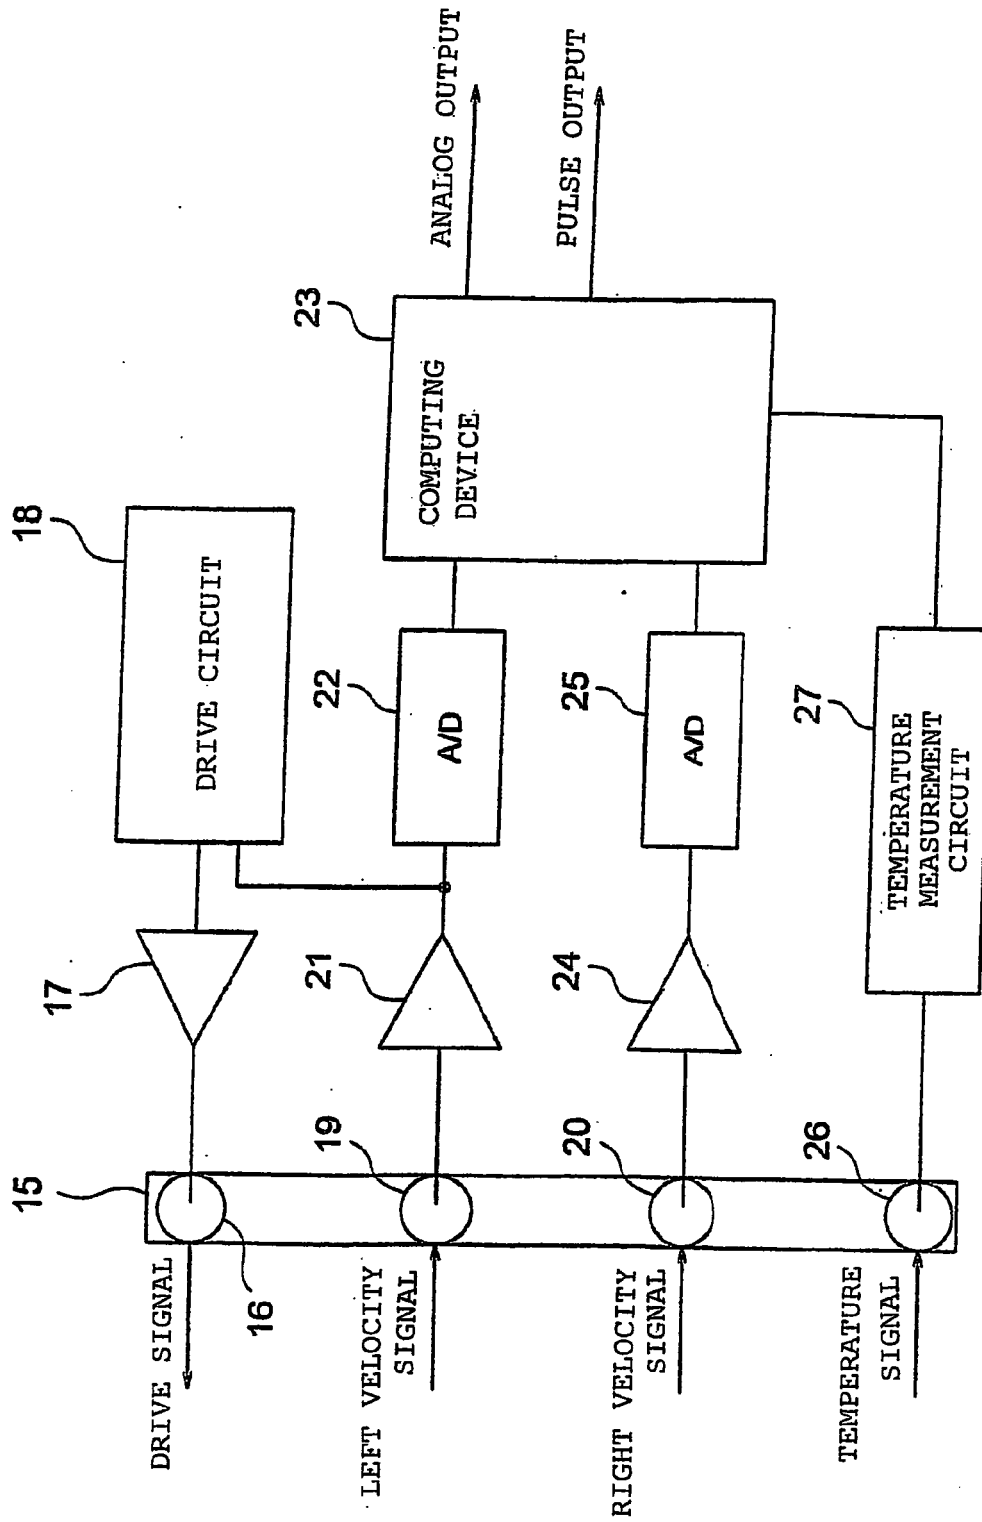 15
18
DRIVE SIGNAL
16
17
DRIVE CIRCUIT
23
ANALOG OUTPUT
LEFT VELOCITY
SIGNAL
19
21
22
A/D
COMPUTING
DEVICE
PULSE OUTPUT
RIGHT VELOCITY
SIGNAL
20
24
25
A/D
TEMPERATURE
SIGNAL
26
27
TEMPERATURE
MEASUREMENT
CIRCUIT